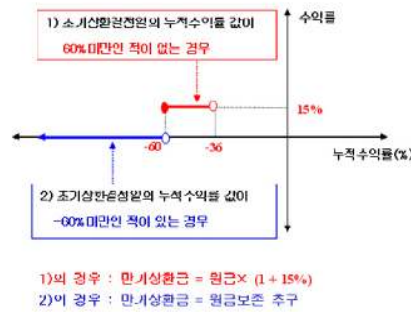 수익률
1) 조기상환결정일의 누적수익률 값이
60%미만인 적이 없는 경우
15%
-60
-36
누적수익률(%)
2) 조기상환결정일의 누적수익률 값이
-60%미만인 적이 있는 경우
1)의 경우 : 만기상환금 = 원금× (1 + 15%)
2)의 경우 : 만기상환금 = 원금보존 추구